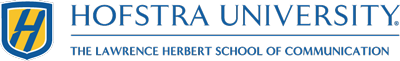 H HOFSTRA UNIVERSITY®
THE LAWRENCE HERBERT SCHOOL OF COMMUNICATION